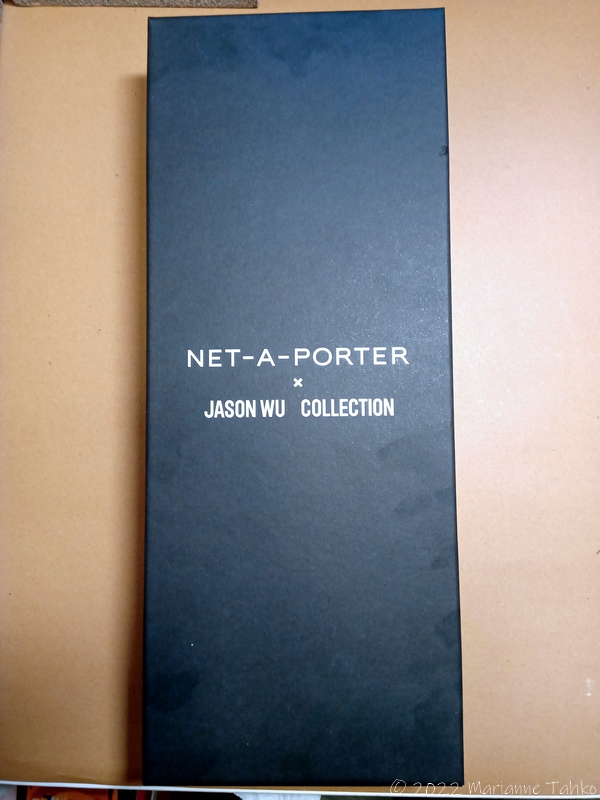 NET-A-PORTER
×
JASON WU COLLECTION
© 2022 Marianne Tahko